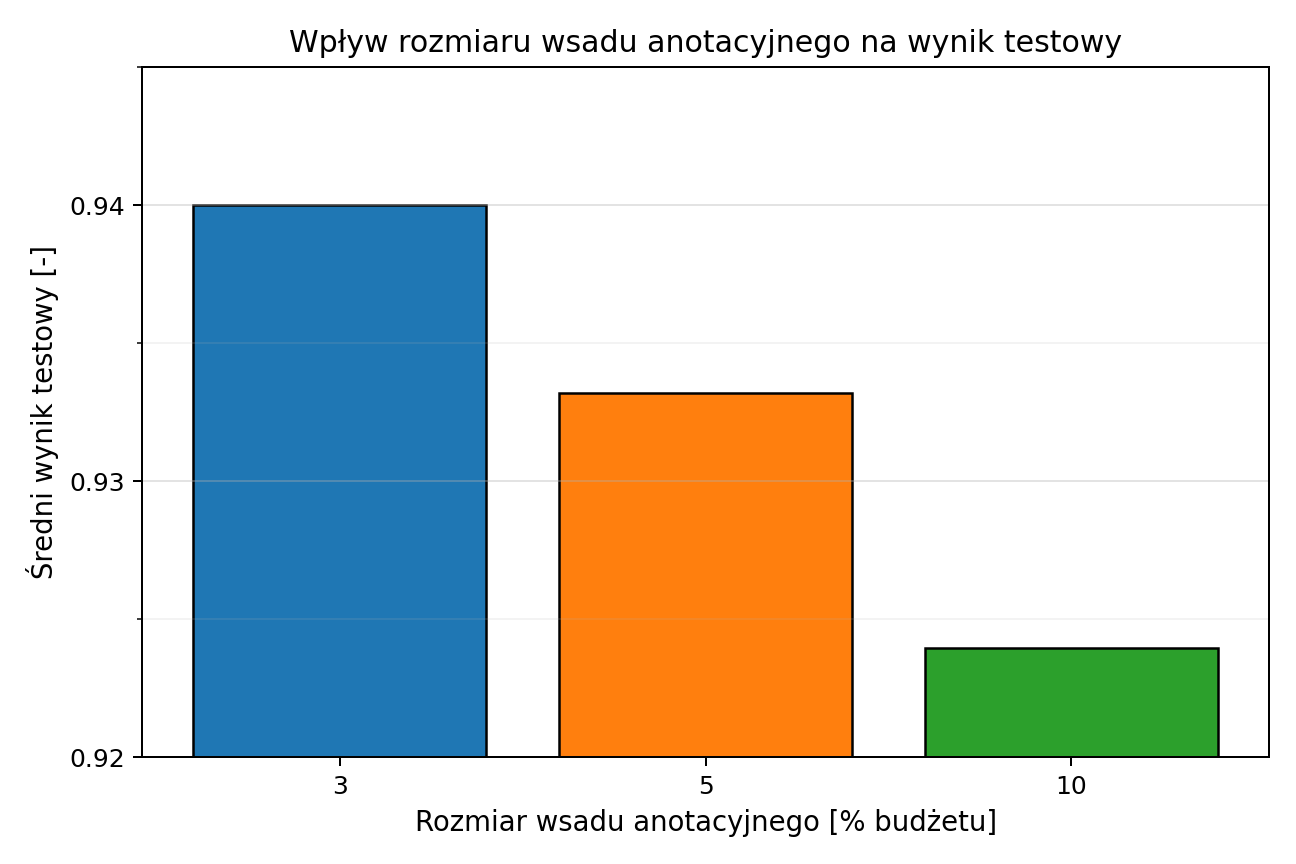 Wpływ rozmiaru wsadu anotacyjnego na wynik testowy
Średni wynik testowy [-]
0.94
0.93
0.92
3
5
10
Rozmiar wsadu anotacyjnego [% budżetu]